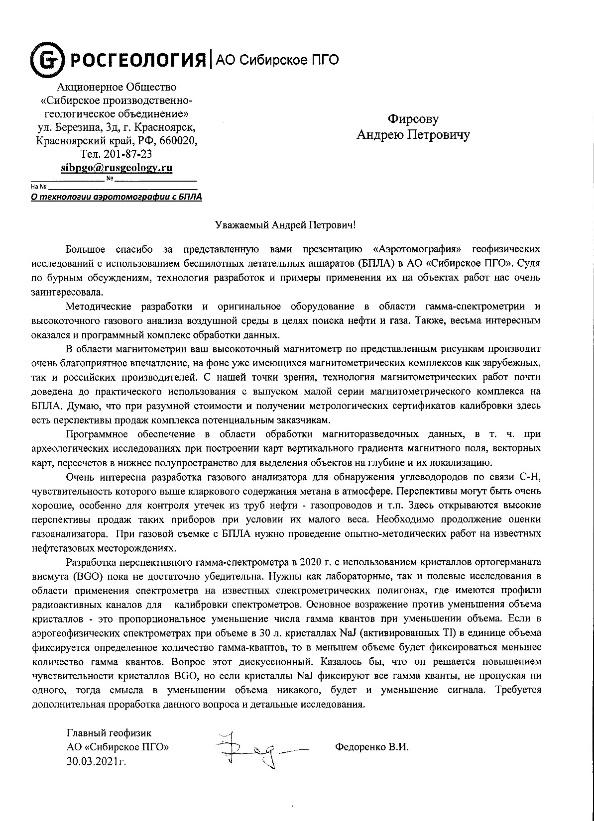 РОСГЕОЛОГИЯ | АО Сибирское ПГО
Акционерное Общество
«Сибирское производственно-
геологическое объединение»
ул. Березина, 3д, г. Красноярск,
Красноярский край, РФ, 660020,
Тел. 201-87-23
sibpgo@rusgeology.ru
№
На №
О технологии аэротомографии с БПЛА
Фирсову
Андрею Петровичу
Уважаемый Андрей Петрович!
Большое спасибо за представленную вами презентацию «Аэротомография» геофизических
исследований с использованием беспилотных летательных аппаратов (БПЛА) в АО «Сибирское ПГО». Судя
по бурным обсуждениям, технология разработок и примеры применения их на объектах работ нас очень
заинтересовала.
Методические разработки и оригинальное оборудование в области гамма-спектрометрии и
высокоточного газового анализа воздушной среды в целях поиска нефти и газа. Также, весьма интересным
оказался и программный комплекс обработки данных.
В области магнитометрии ваш высокоточный магнитометр по представленным рисункам производит
очень благоприятное впечатление, на фоне уже имеющихся магнитометрических комплексов как зарубежных,
так и российских производителей. С нашей точки зрения, технология магнитометрических работ почти
доведена до практического использования с выпуском малой серии магнитометрического комплекса на
БПЛА. Думаю, что при разумной стоимости и получении метрологических сертификатов калибровки здесь
есть перспективы продаж комплекса потенциальным заказчикам.
Программное обеспечение в области обработки магниторазведочных данных, в т. ч. при
археологических исследованиях при построении карт вертикального градиента магнитного поля, векторных
карт, пересчетов в нижнее полупространство для выделения объектов на глубине и их локализацию.
Очень интересна разработка газового анализатора для обнаружения углеводородов по связи С-Н,
чувствительность которого выше кларкового содержания метана в атмосфере. Перспективы могут быть очень
хорошие, особенно для контроля утечек из труб нефти - газопроводов и т.п. Здесь открываются высокие
перспективы продаж таких приборов при условии их малого веса. Необходимо продолжение оценки
газоанализатора. При газовой съемке с БПЛА нужно проведение опытно-методических работ на известных
нефтегазовых месторождениях.
Разработка перспективного гамма-спектрометра в 2020 г. с использованием кристаллов ортогерманата
висмута (BGO) пока не достаточно убедительна. Нужны как лабораторные, так и полевые исследования в
области применения спектрометра на известных спектрометрических полигонах, где имеются профили
радиоактивных каналов для калибровки спектрометров. Основное возражение против уменьшения объема
кристаллов - это пропорциональное уменьшение числа гамма квантов при уменьшении объема. Если в
аэрогеофизических спектрометрах при объеме в 30 л. кристаллах NaJ (активированных Tl) в единице объема
фиксируется определенное количество гамма-квантов, то в меньшем объеме будет фиксироваться меньшее
количество гамма квантов. Вопрос этот дискуссионный. Казалось бы, что он решается повышением
чувствительности кристаллов BGO, но если кристаллы NaJ фиксируют все гамма кванты, не пропуская ни
одного, тогда смысла в уменьшении объема никакого, будет и уменьшение сигнала. Требуется
дополнительная проработка данного вопроса и детальные исследования.
Главный геофизик
АО «Сибирское ПГО»
30.03.2021г.
Федоренко В.И.